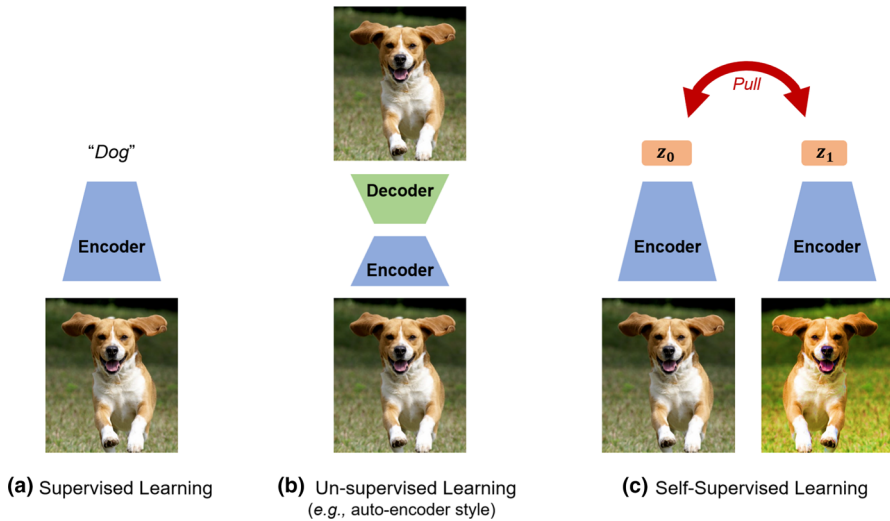 “Dog”
Encoder
(a) Supervised Learning
Decoder
Encoder
(b) Un-supervised Learning
(e.g., auto-encoder style)
Pull
z₀ z₁
Encoder Encoder
(c) Self-Supervised Learning